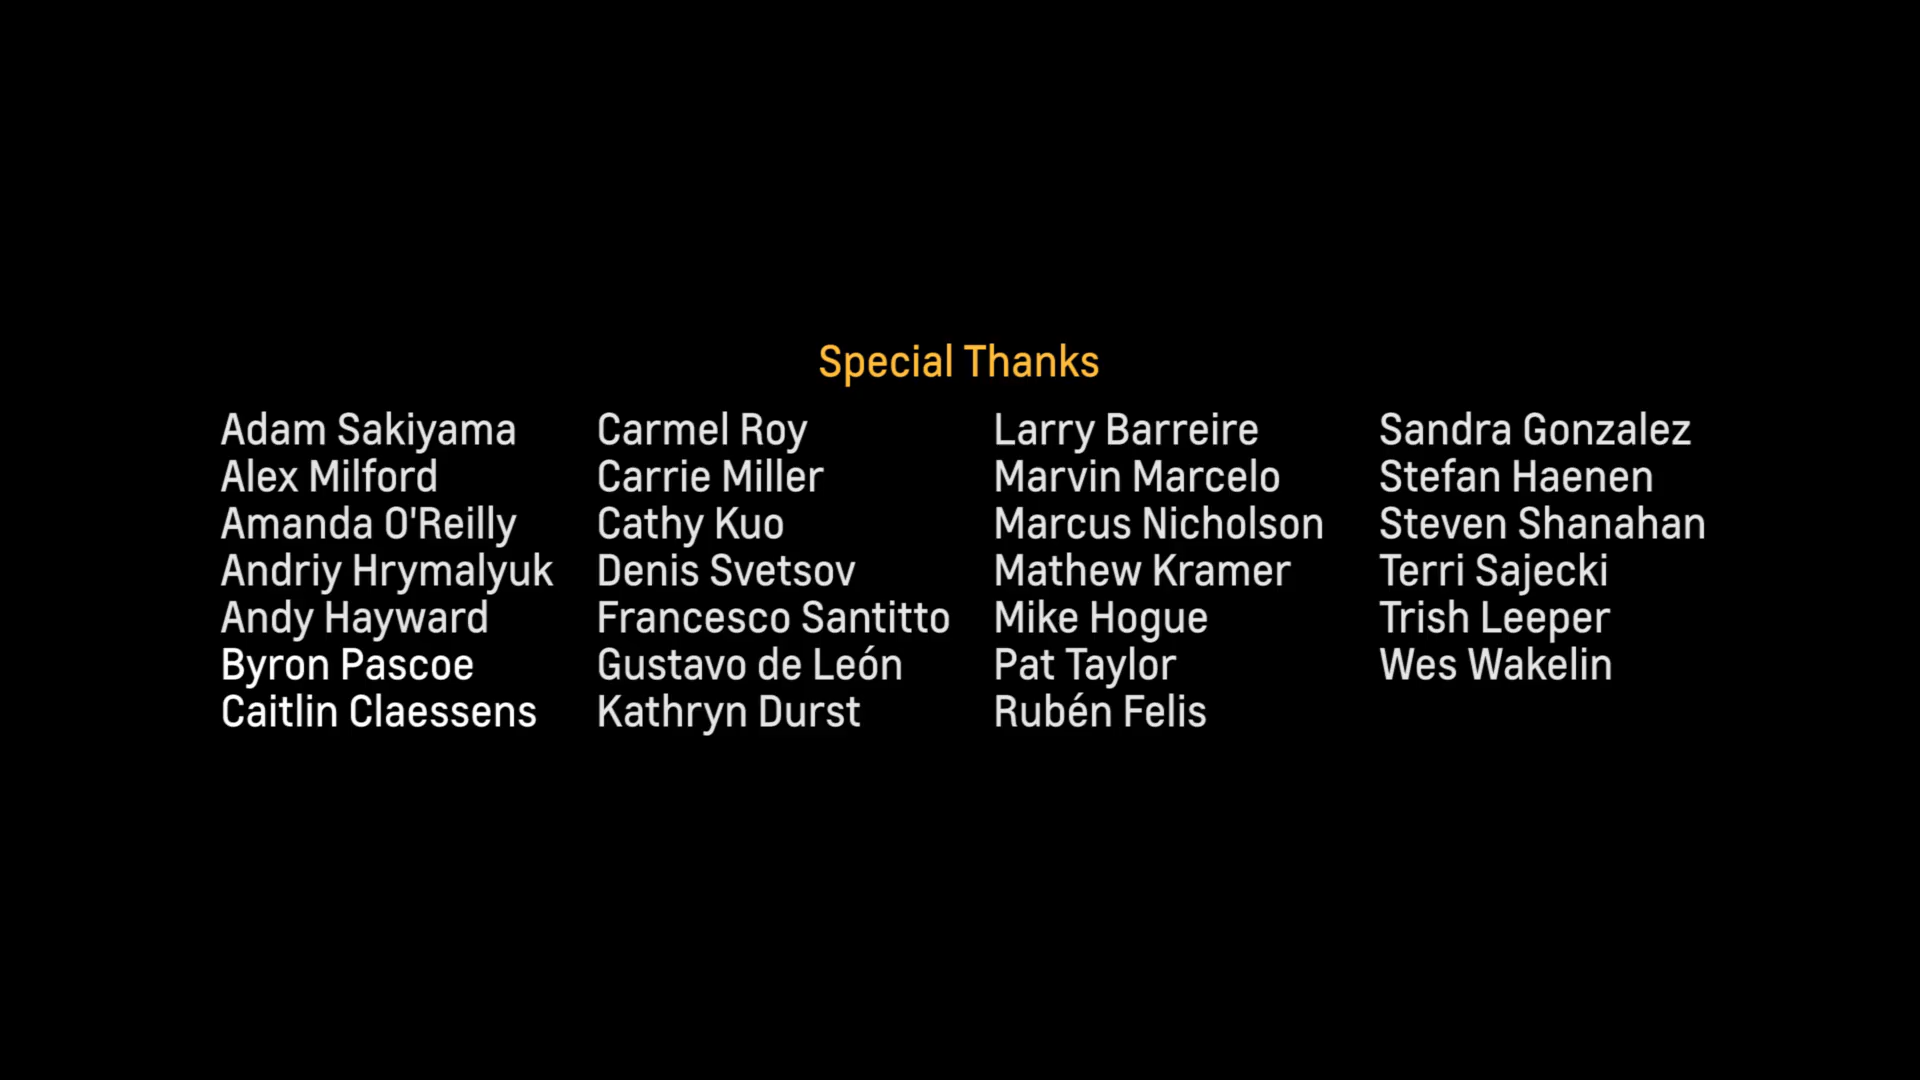 Special Thanks
Adam Sakiyama
Alex Milford
Amanda O'Reilly
Andriy Hrymalyuk
Andy Hayward
Byron Pascoe
Caitlin Claessens
Carmel Roy
Carrie Miller
Cathy Kuo
Denis Svetsov
Francesco Santitto
Gustavo de León
Kathryn Durst
Larry Barreire
Marvin Marcelo
Marcus Nicholson
Mathew Kramer
Mike Hogue
Pat Taylor
Rubén Felis
Sandra Gonzalez
Stefan Haenen
Steven Shanahan
Terri Sajecki
Trish Leeper
Wes Wakelin